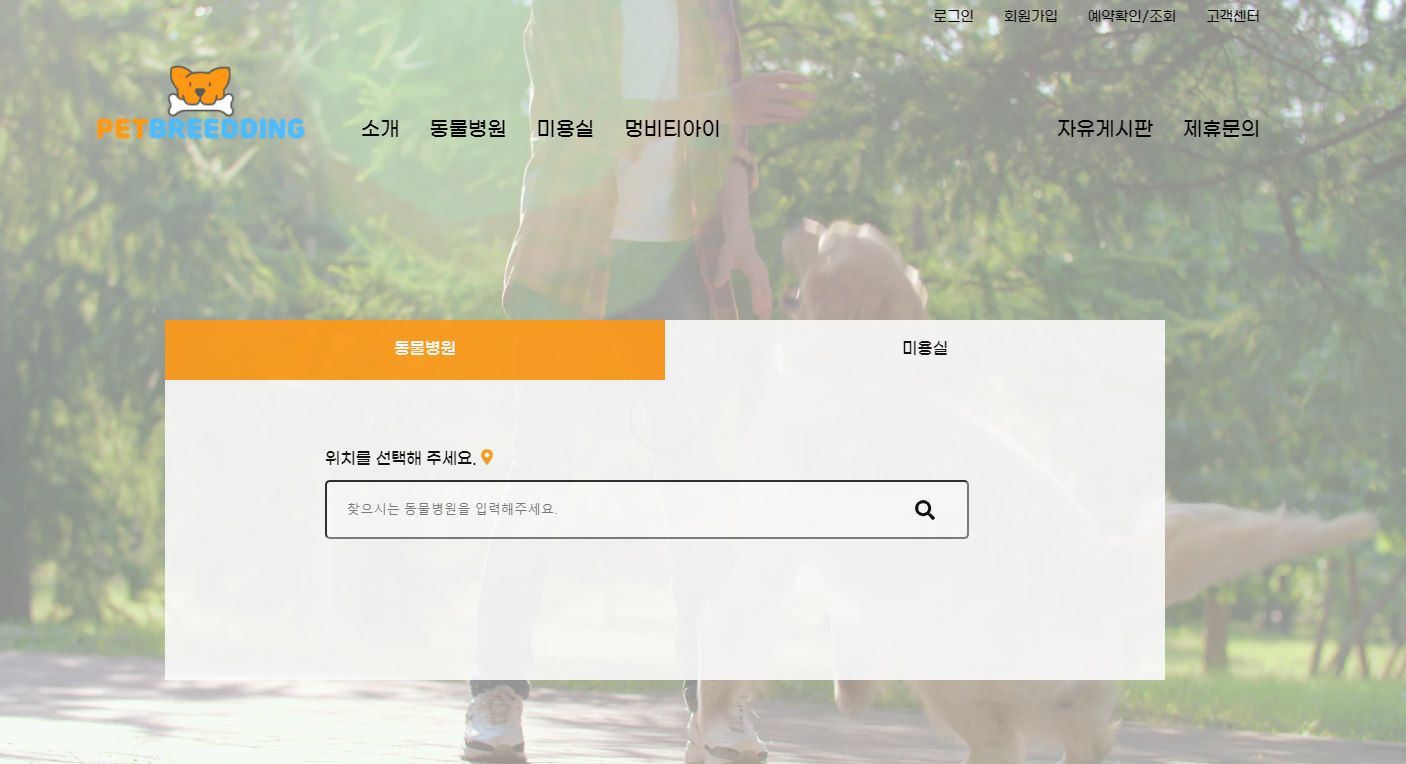 로그인 회원가입 예약확인/조회 고객센터
PETBREEDDING
소개 동물병원 미용실 멍비티아이 자유게시판 제휴문의
동물병원 미용실
위치를 선택해 주세요.
찾으시는 동물병원을 입력해주세요.